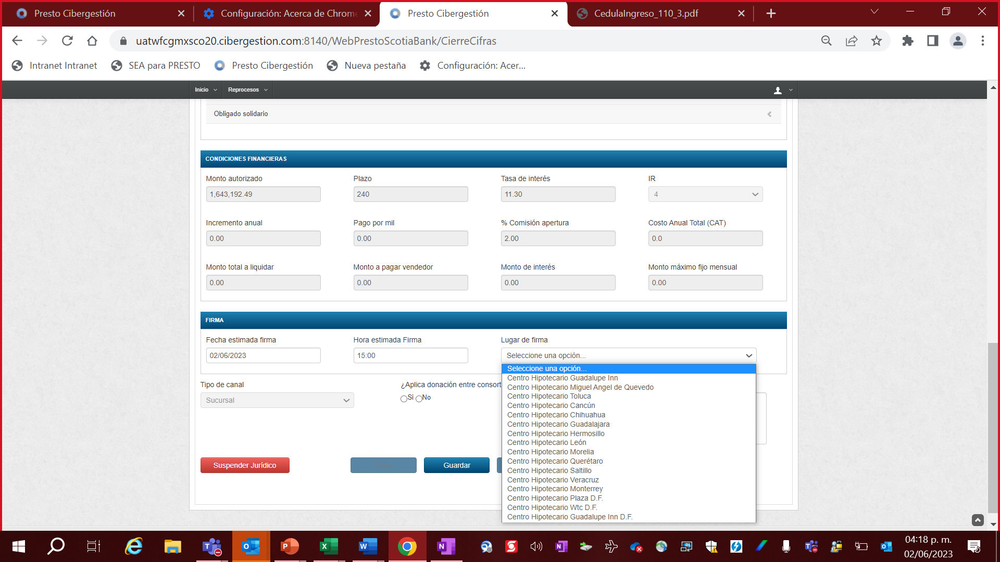 Presto Cibergestión
Configuración: Acerca de Chrome
Presto Cibergestión
CedulaIngreso_110_3.pdf
uatwfcgmxsco20.cibergestion.com:8140/WebPrestoScotiaBank/CierreCifras
Intranet Intranet
SEA para PRESTO
Presto Cibergestión
Nueva pestaña
Configuración: Acer...
Inicio
Reprocesos
Obligado solidario
CONDICIONES FINANCIERAS
Monto autorizado
Plazo
Tasa de interés
IR
1,643,192.49
240
11.30
4
Incremento anual
Pago por mil
% Comisión apertura
Costo Anual Total (CAT)
0.00
0.00
2.00
0.0
Monto total a liquidar
Monto a pagar vendedor
Monto de interés
Monto máximo fijo mensual
0.00
0.00
0.00
0.00
FIRMA
Fecha estimada firma
Hora estimada Firma
Lugar de firma
02/06/2023
15:00
Seleccione una opción...
Seleccione una opción...
Centro Hipotecario Guadalupe Inn
Centro Hipotecario Miguel Angel de Quevedo
Centro Hipotecario Toluca
Centro Hipotecario Cancún
Centro Hipotecario Chihuahua
Centro Hipotecario Guadalajara
Centro Hipotecario Hermosillo
Centro Hipotecario León
Centro Hipotecario Morelia
Centro Hipotecario Querétaro
Centro Hipotecario Saltillo
Centro Hipotecario Veracruz
Centro Hipotecario Monterrey
Centro Hipotecario Plaza D.F.
Centro Hipotecario Wtc D.F.
Centro Hipotecario Guadalupe Inn D.F.
Tipo de canal
¿Aplica donación entre consort
Sucursal
Si
No
Suspender Jurídico
Guardar
04:18 p. m.
02/06/2023